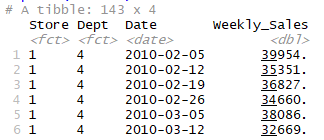 # A tibble: 143 x 4
Store Dept Date Weekly_Sales
<fct> <fct> <date> <dbl>
1 1 4 2010-02-05 39954.
2 1 4 2010-02-12 35351.
3 1 4 2010-02-19 36827.
4 1 4 2010-02-26 34660.
5 1 4 2010-03-05 38086.
6 1 4 2010-03-12 32669.